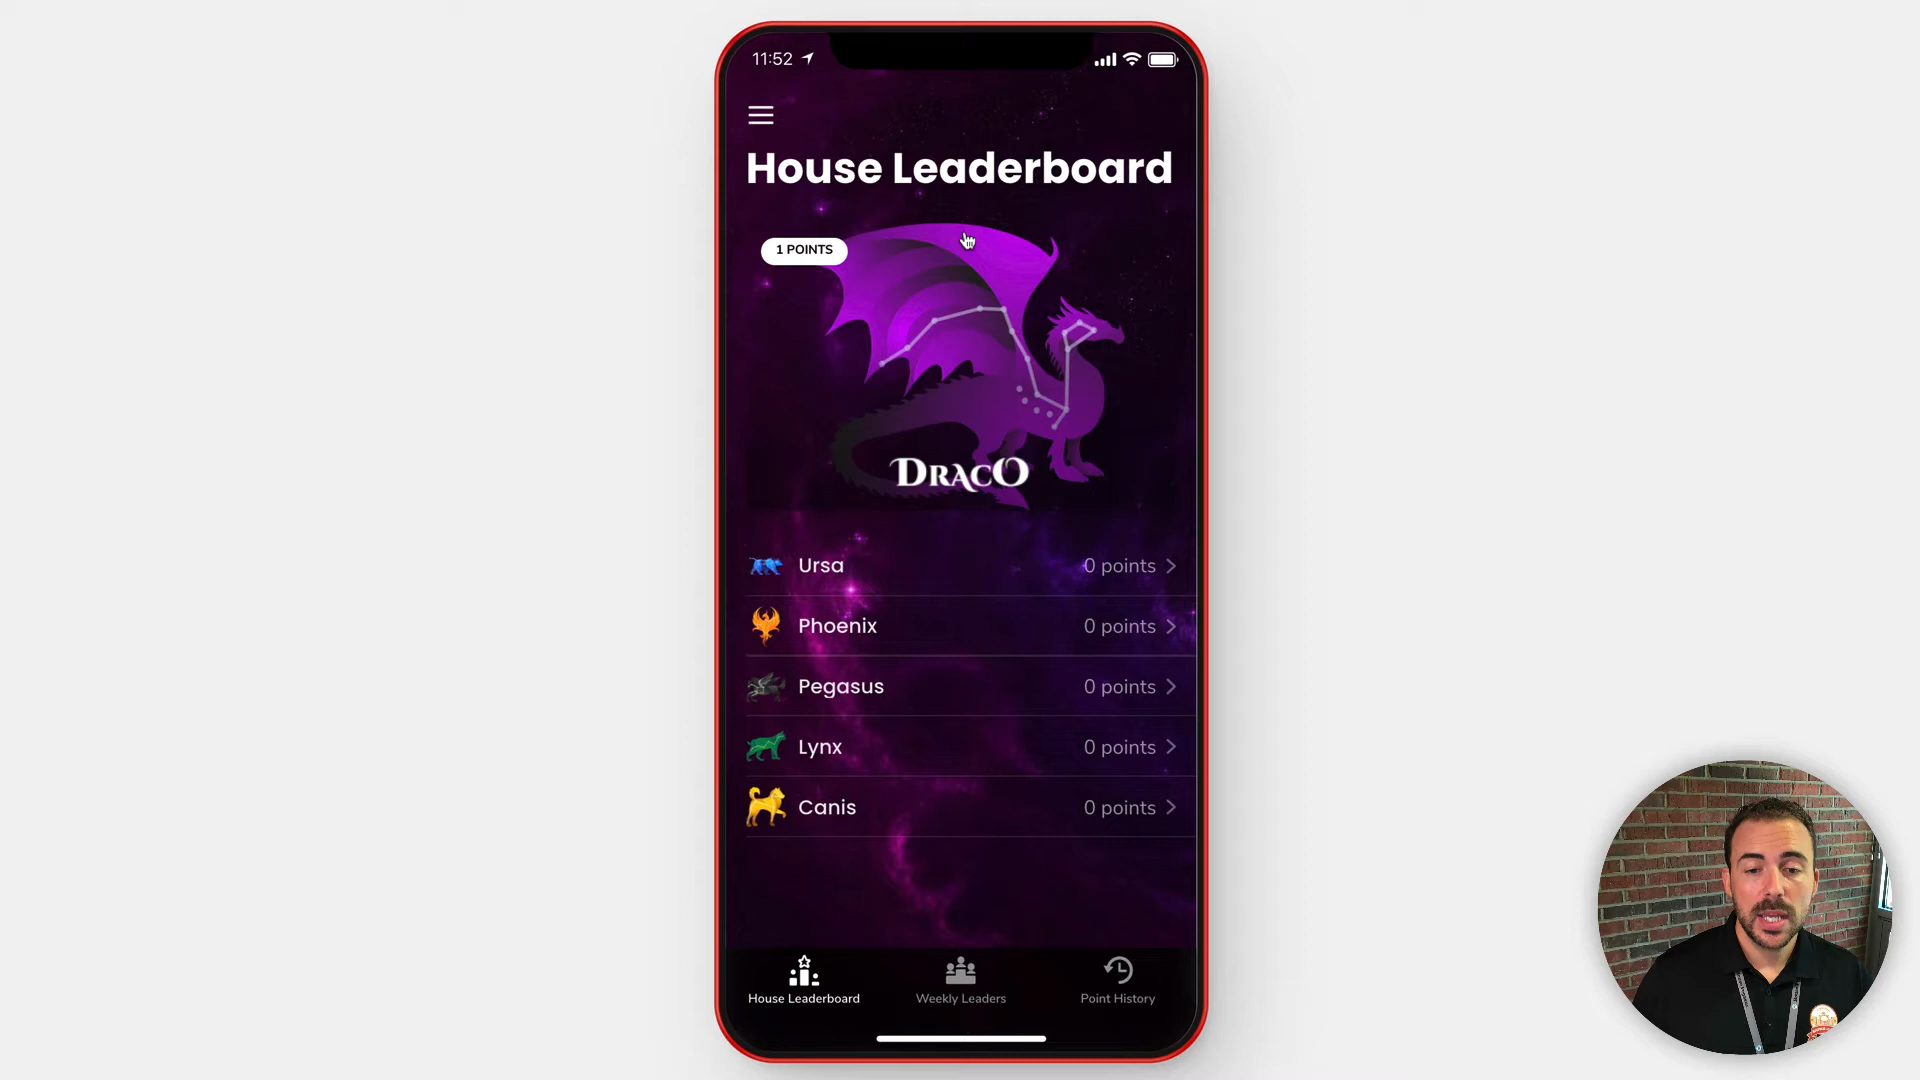 11:52
House Leaderboard
1 POINTS
DRACO
Ursa 0 points
Phoenix 0 points
Pegasus 0 points
Lynx 0 points
Canis 0 points
House Leaderboard Weekly Leaders Point History